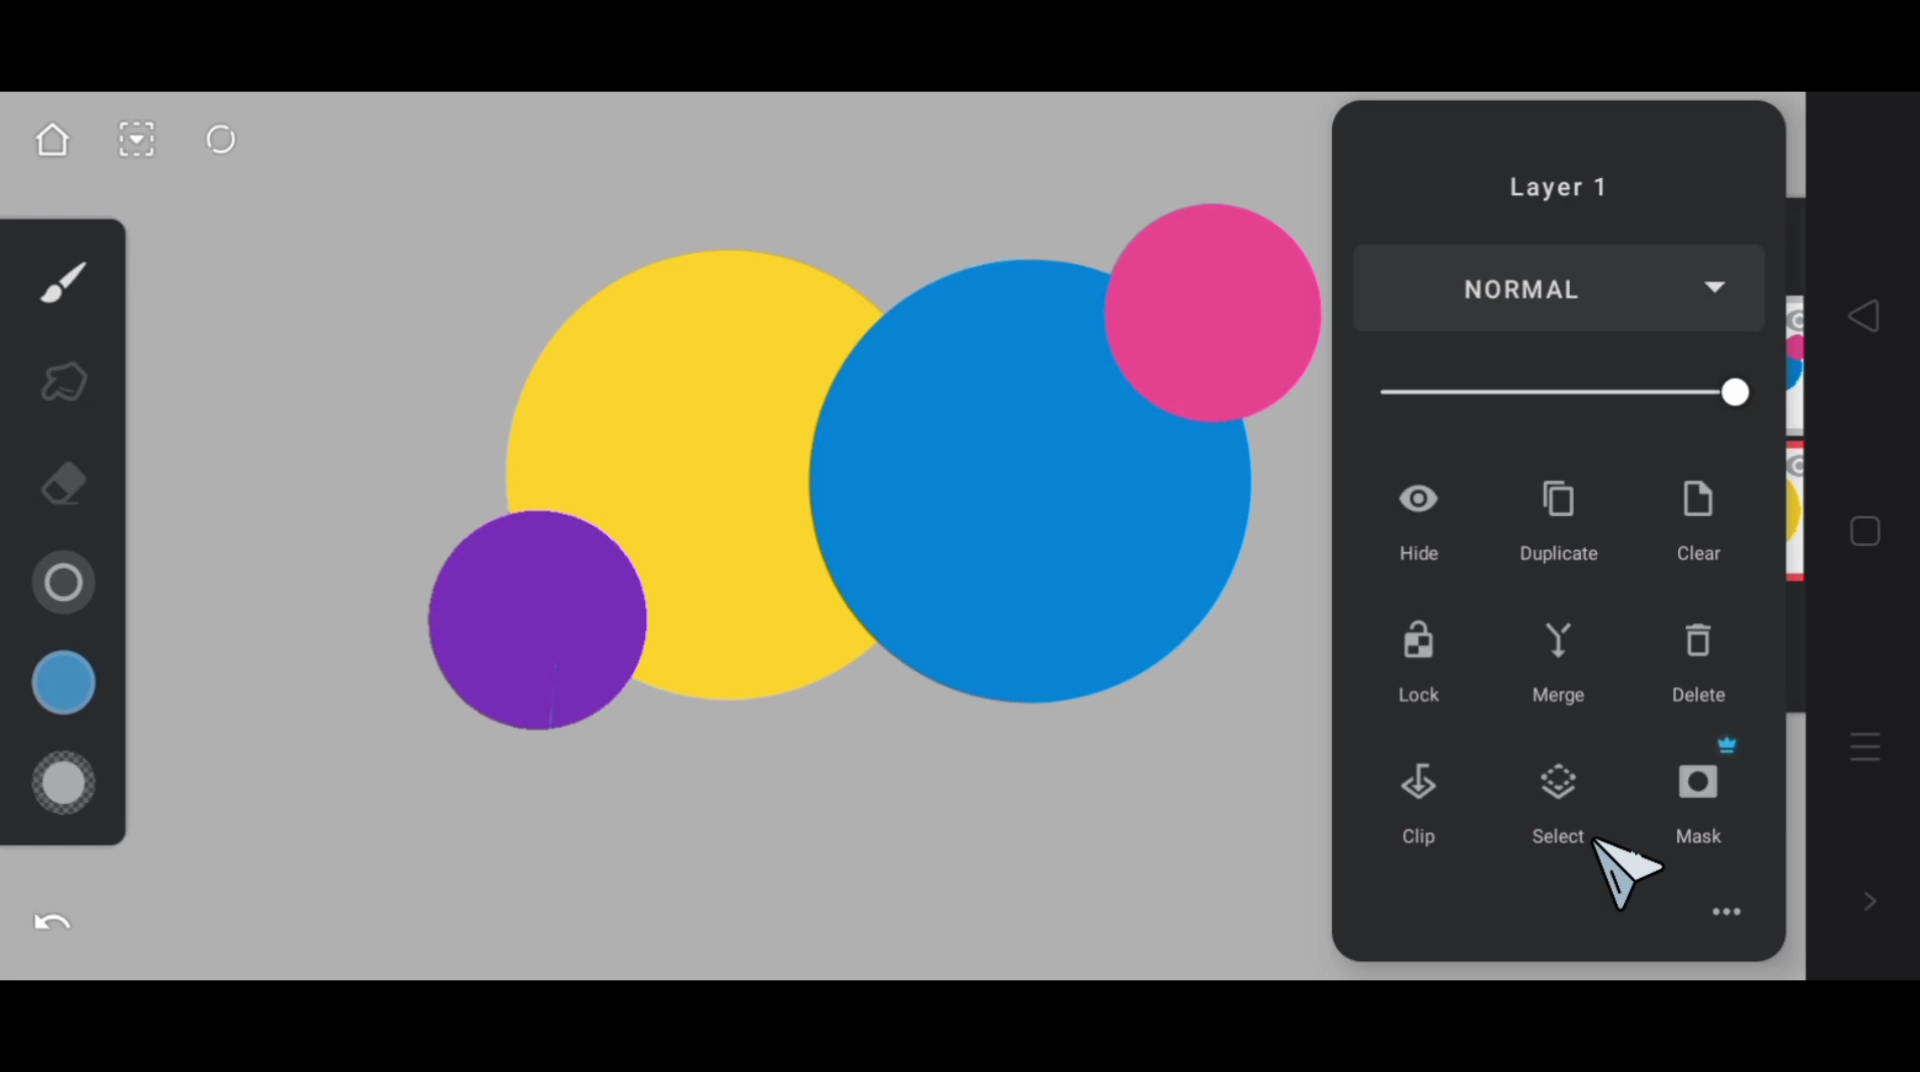 Layer 1
NORMAL
Hide
Duplicate
Clear
Lock
Merge
Delete
Clip
Select
Mask